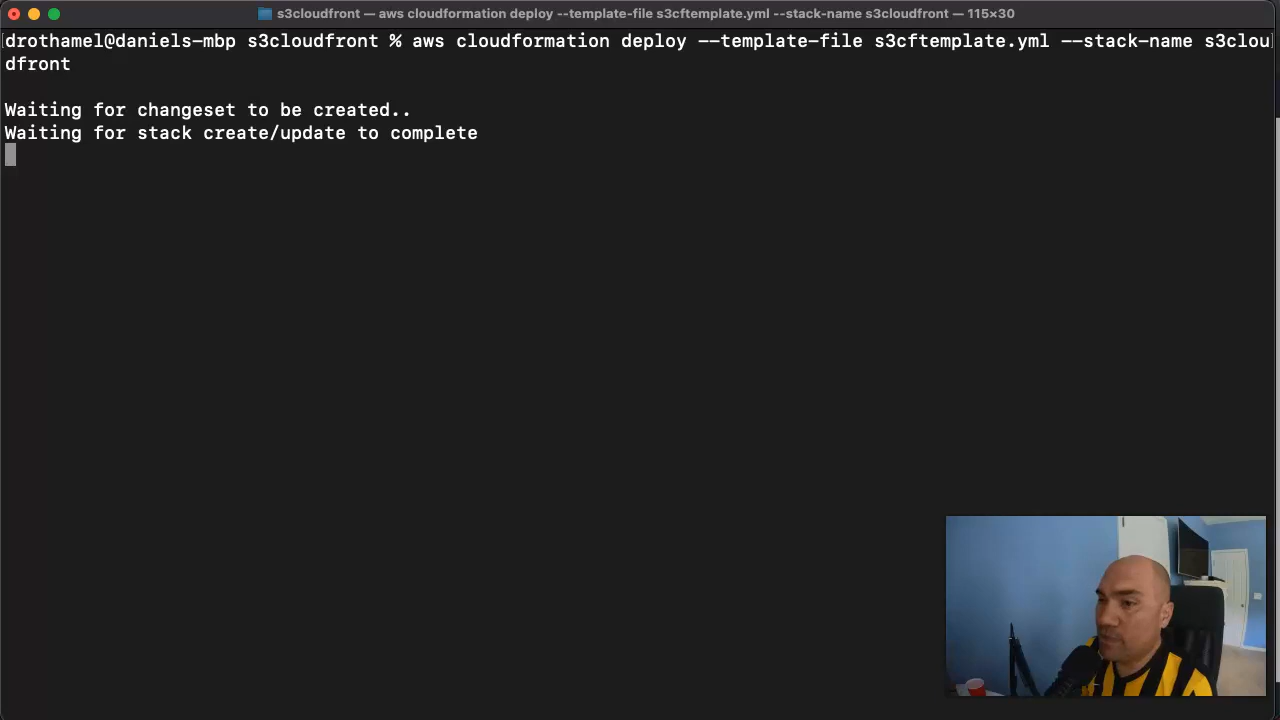 s3cloudfront — aws cloudformation deploy --template-file s3cftemplate.yml --stack-name s3cloudfront — 115×30
drothamel@daniels-mbp s3cloudfront % aws cloudformation deploy --template-file s3cftemplate.yml --stack-name s3clou
dfront
Waiting for changeset to be created..
Waiting for stack create/update to complete